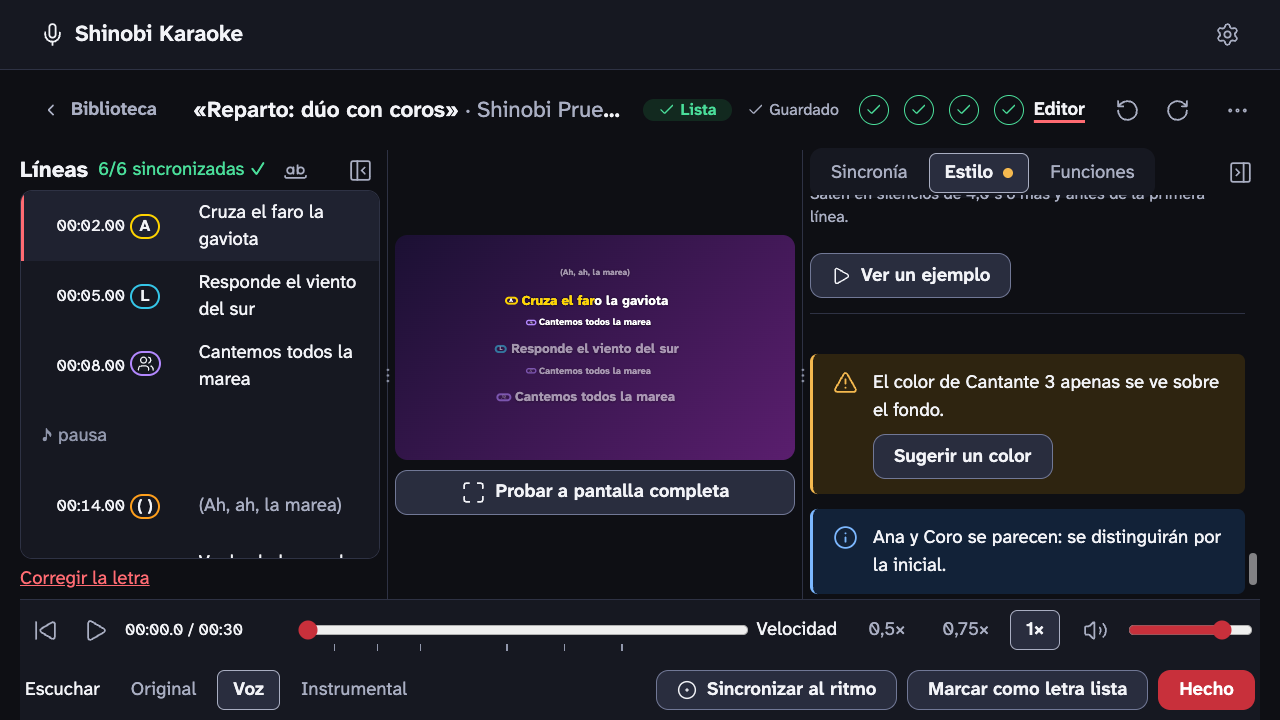 Shinobi Karaoke
Biblioteca
«Reparto: dúo con coros» · Shinobi Prue...
Lista
Guardado
Editor
Líneas 6/6 sincronizadas
ab
00:02.00 A Cruza el faro la
gaviota
00:05.00 L Responde el viento
del sur
00:08.00 Cantemos todos la
marea
pausa
00:14.00 ( ) (Ah, ah, la marea)
Corregir la letra
(Ah, ah, la marea)
Cruza el faro la gaviota
Cantemos todos la marea
Responde el viento del sur
Cantemos todos la marea
Cantemos todos la marea
Probar a pantalla completa
Sincronía
Estilo
Funciones
Salen en silencios de 4,0 s o más y antes de la primera
línea.
Ver un ejemplo
El color de Cantante 3 apenas se ve sobre
el fondo.
Sugerir un color
Ana y Coro se parecen: se distinguirán por
la inicial.
00:00.0 / 00:30
Velocidad
0,5×
0,75×
1×
Escuchar
Original
Voz
Instrumental
Sincronizar al ritmo
Marcar como letra lista
Hecho